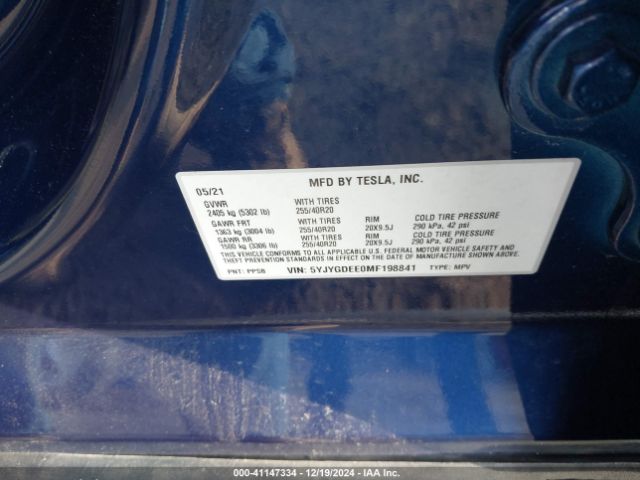 MFD BY TESLA, INC.
05/21
GVWR
2405 kg (5302 lb)
WITH TIRES
255/40R20
GAWR FRT
1363 kg (3004 lb)
WITH TIRES
255/40R20
RIM
20X9.5J
COLD TIRE PRESSURE
290 kPa, 42 psi
GAWR RR
1500 kg (3306 lb)
WITH TIRES
255/40R20
RIM
20X9.5J
COLD TIRE PRESSURE
290 kPa, 42 psi
THIS VEHICLE CONFORMS TO ALL APPLICABLE U.S. FEDERAL MOTOR VEHICLE SAFETY AND
THEFT PREVENTION STANDARDS IN EFFECT ON THE DATE OF MANUFACTURE SHOWN ABOVE.
PNT: PPSB VIN: 5YJYGDEE0MF198841 TYPE: MPV
000-41147334 - 12/19/2024 - IAA Inc.